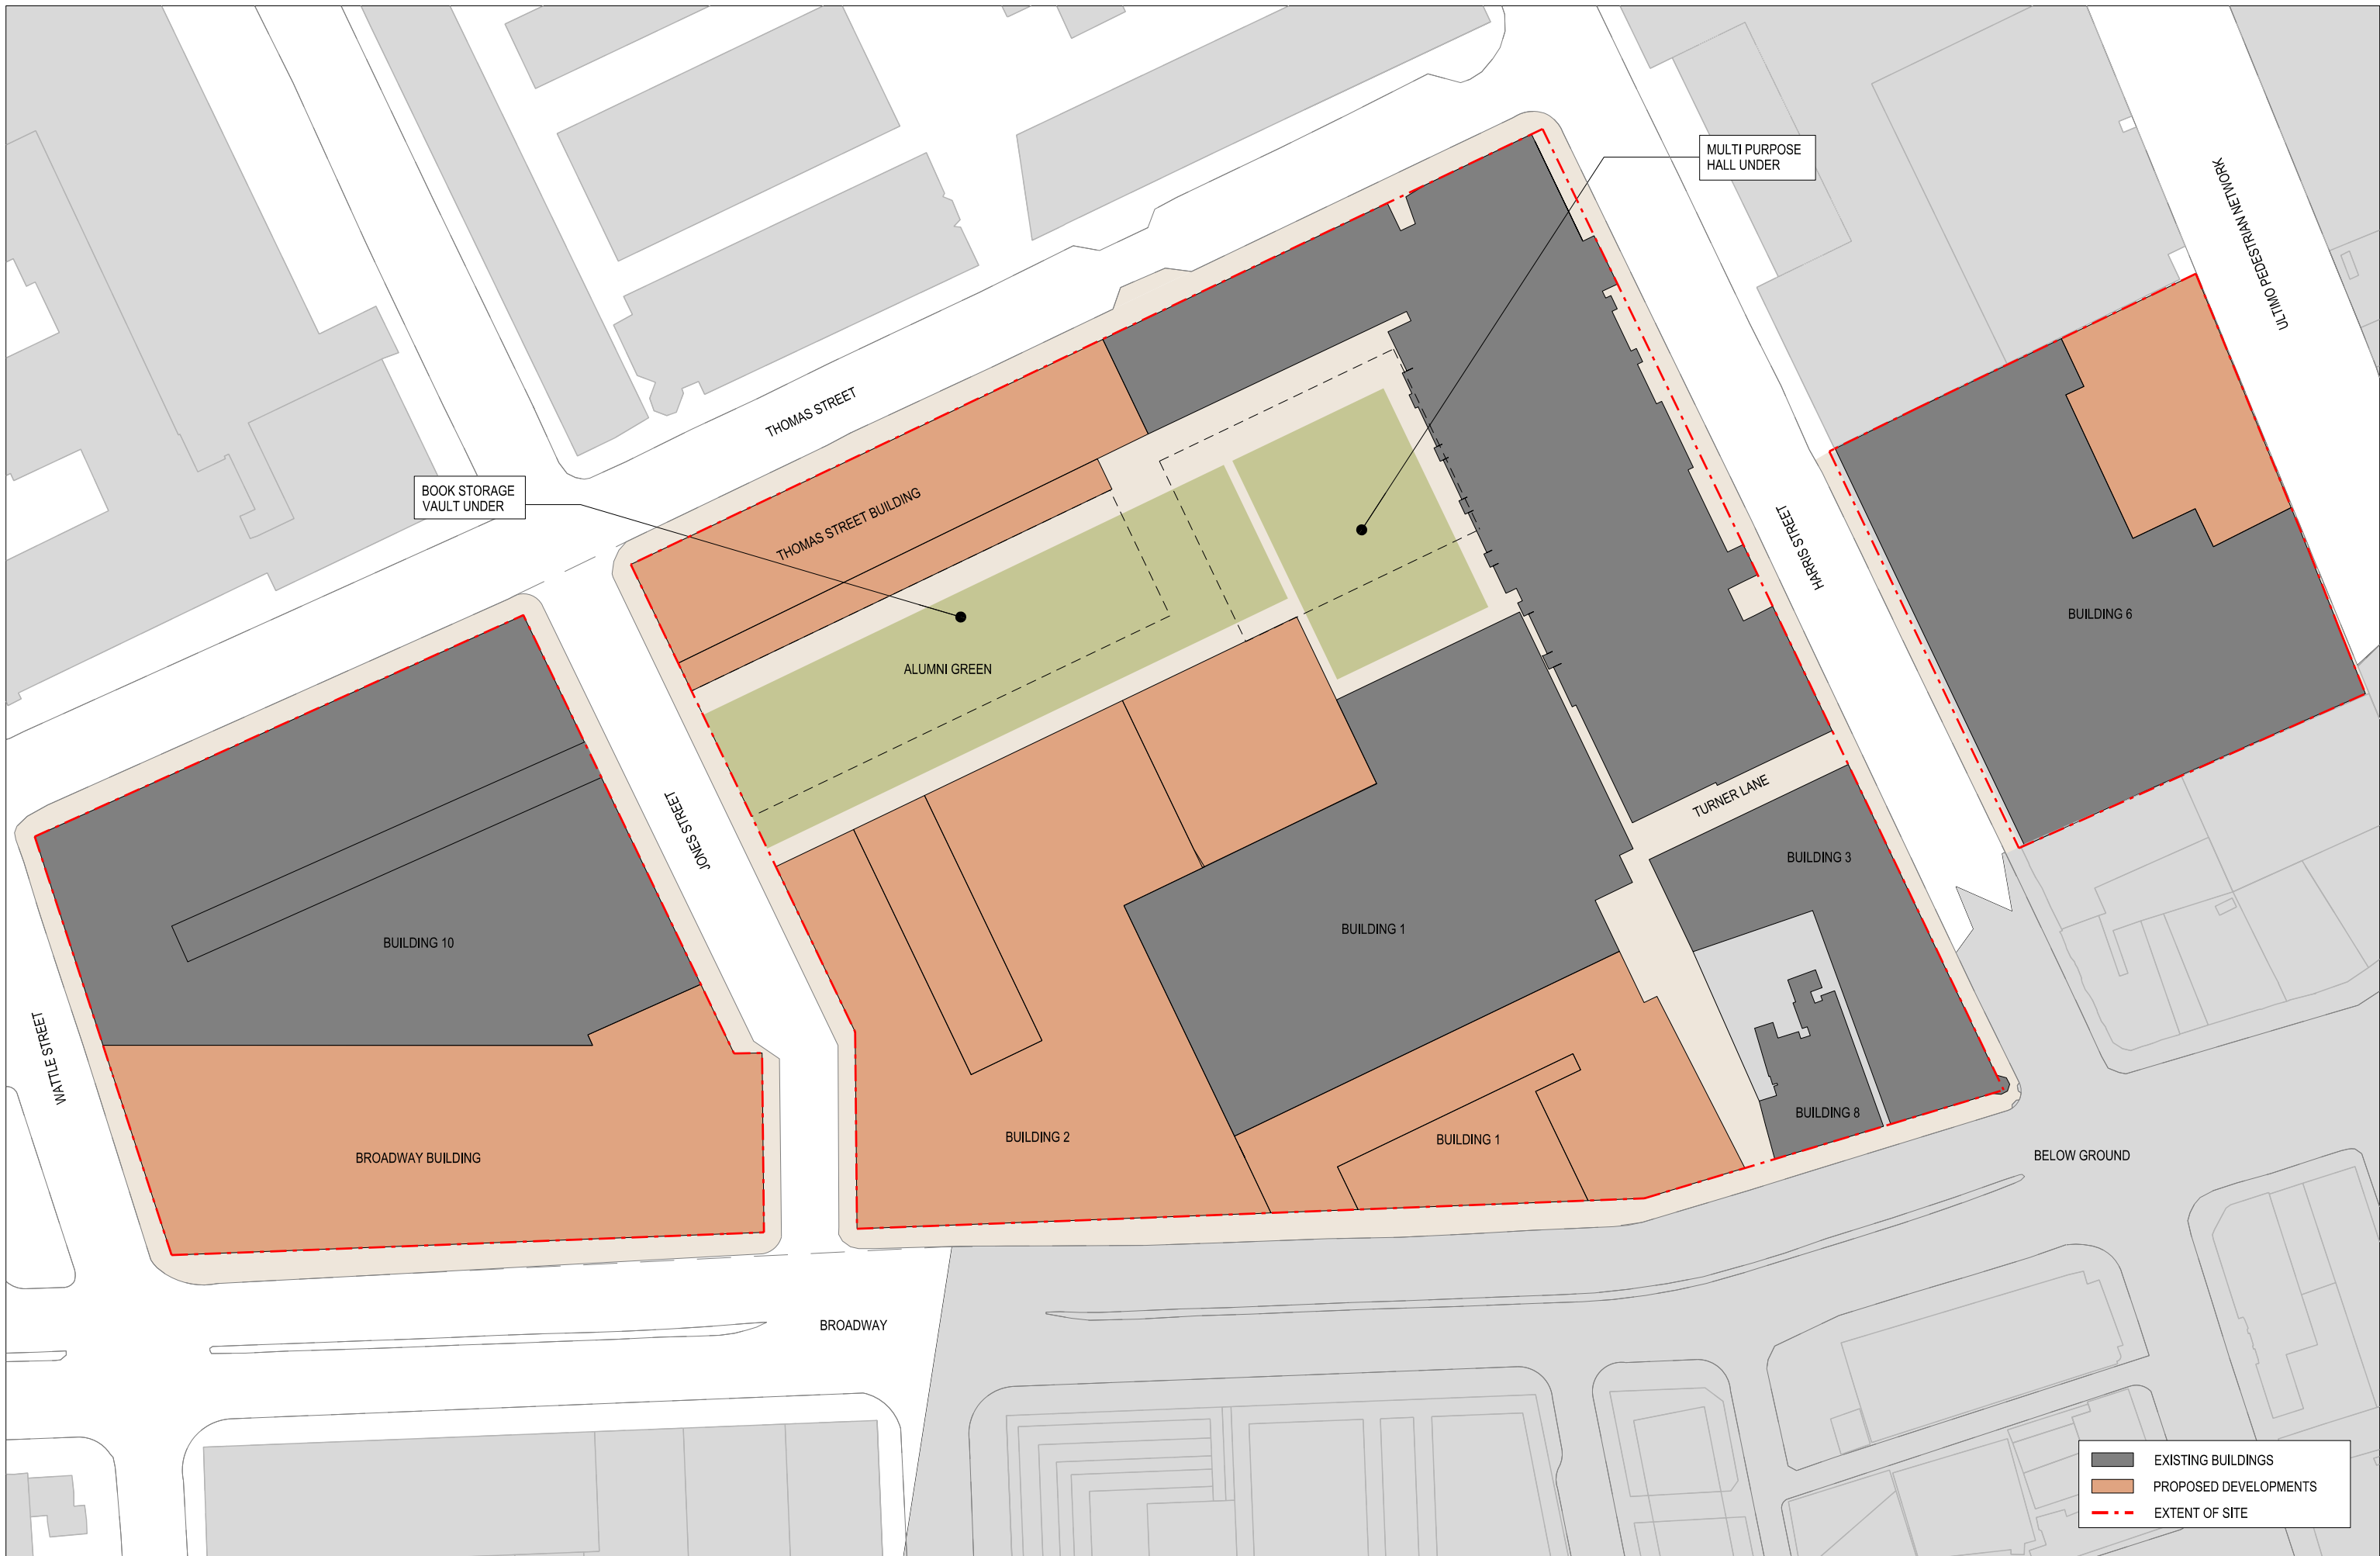 MULTI PURPOSE
HALL UNDER
ULTIMO PEDESTRIAN NETWORK
THOMAS STREET
BOOK STORAGE
VAULT UNDER
THOMAS STREET BUILDING
HARRIS STREET
BUILDING 6
ALUMNI GREEN
JONES STREET
TURNER LANE
BUILDING 3
BUILDING 10
BUILDING 1
WATTLE STREET
BUILDING 8
BUILDING 2
BUILDING 1
BROADWAY BUILDING
BELOW GROUND
BROADWAY
EXISTING BUILDINGS
PROPOSED DEVELOPMENTS
EXTENT OF SITE